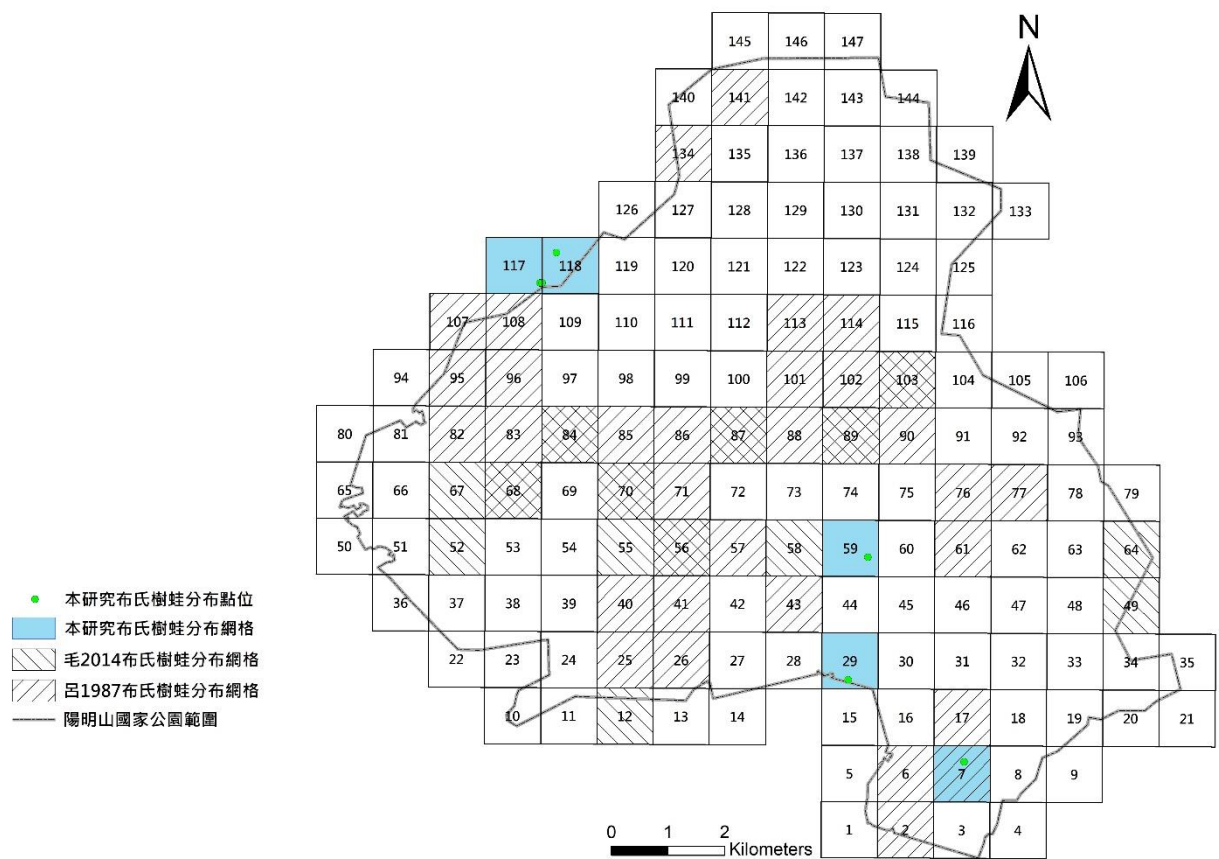 145 146 147
N
140 141 142 143 144
134 135 136 137 138 139
126 127 128 129 130 131 132 133
117 118 119 120 121 122 123 124 125
107 108 109 110 111 112 113 114 115 116
94 95 96 97 98 99 100 101 102 103 104 105 106
80 81 82 83 84 85 86 87 88 89 90 91 92 93
65 66 67 68 69 70 71 72 73 74 75 76 77 78 79
50 51 52 53 54 55 56 57 58 59 60 61 62 63 64
36 37 38 39 40 41 42 43 44 45 46 47 48 49
22 23 24 25 26 27 28 29 30 31 32 33 34 35
10 11 12 13 14 15 16 17 18 19 20 21
5 6 7 8 9
1 2 3 4
本研究布氏樹蛙分布點位
本研究布氏樹蛙分布網格
毛2014布氏樹蛙分布網格
呂1987布氏樹蛙分布網格
陽明山國家公園範圍
0 1 2
Kilometers